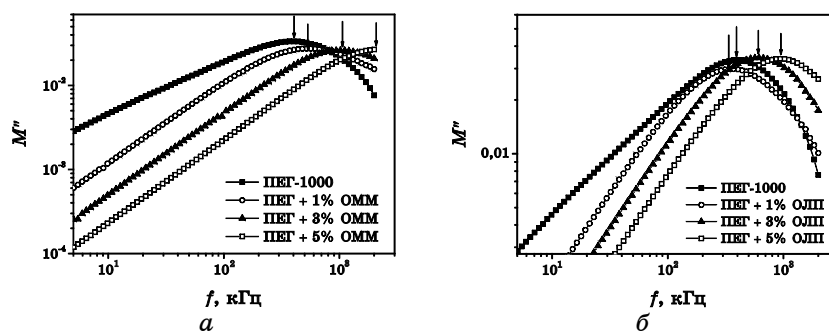 M″
10⁻²
10⁻³
10⁻⁴
ПЕГ-1000
ПЕГ + 1% ОММ
ПЕГ + 3% ОММ
ПЕГ + 5% ОММ
10¹ 10² 10³
f, кГц
а
M″
0,01
ПЕГ-1000
ПЕГ + 1% ОЛП
ПЕГ + 3% ОЛП
ПЕГ + 5% ОЛП
10¹ 10² 10³
f, кГц
б